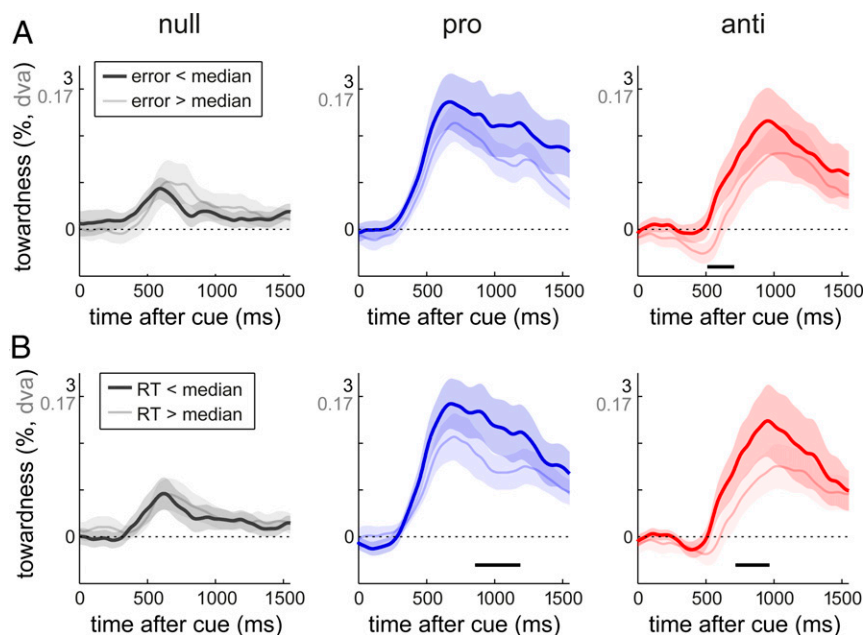 null pro anti
A
towardness (%, dva)
3
0.17
0
error < median
error > median
0 500 1000 1500
time after cue (ms)
0 500 1000 1500
time after cue (ms)
3
0.17
0
0 500 1000 1500
time after cue (ms)
3
0.17
0
B
towardness (%, dva)
3
0.17
0
RT < median
RT > median
0 500 1000 1500
time after cue (ms)
3
0.17
0
0 500 1000 1500
time after cue (ms)
3
0.17
0
0 500 1000 1500
time after cue (ms)